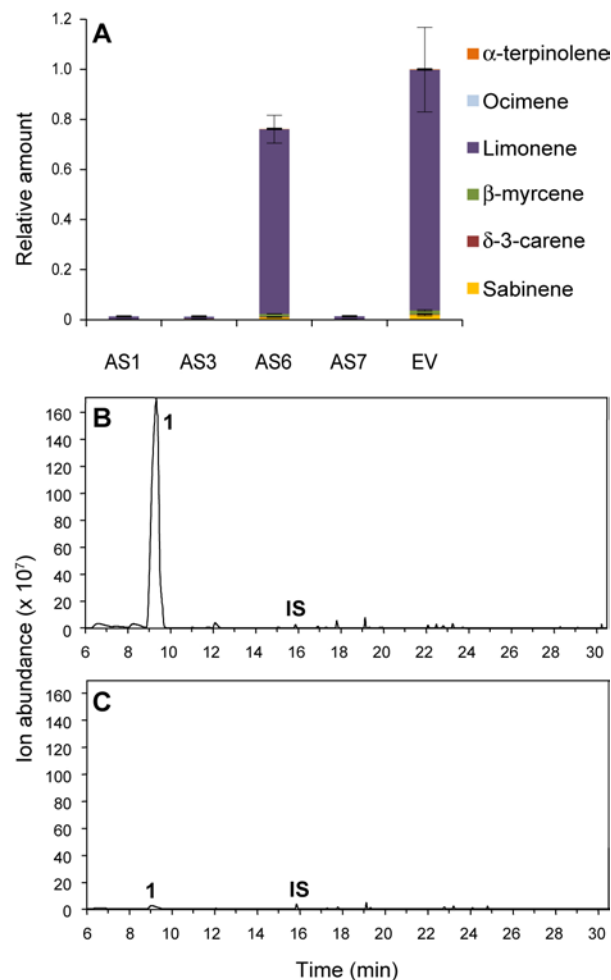 A
1.2
1.0
0.8
0.6
0.4
0.2
0
Relative amount
AS1 AS3 AS6 AS7 EV
α-terpinolene
Ocimene
Limonene
β-myrcene
δ-3-carene
Sabinene
B
160
140
120
100
80
60
40
20
0
1
IS
6 8 10 12 14 16 18 20 22 24 26 28 30
Ion abundance (x 10⁷)
C
160
140
120
100
80
60
40
20
0
1
IS
6 8 10 12 14 16 18 20 22 24 26 28 30
Time (min)